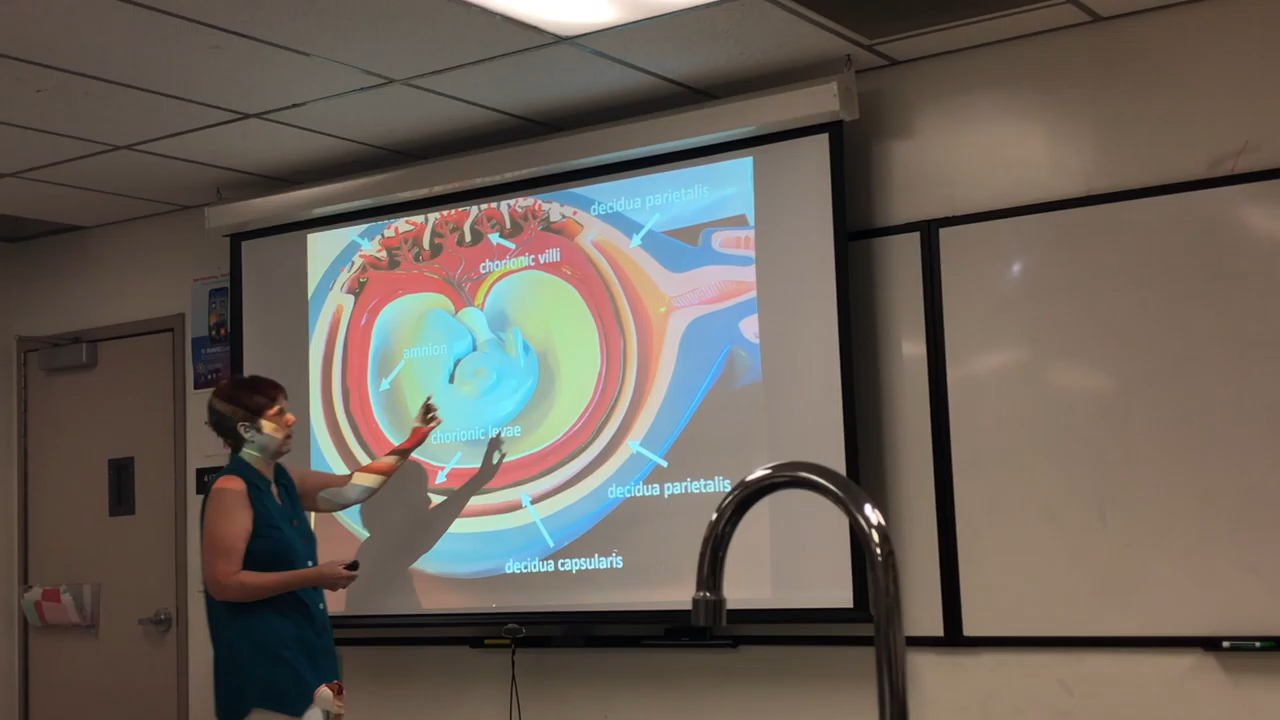 decidua parietalis
chorionic villi
amnion
chorionic levae
decidua parietalis
decidua capsularis